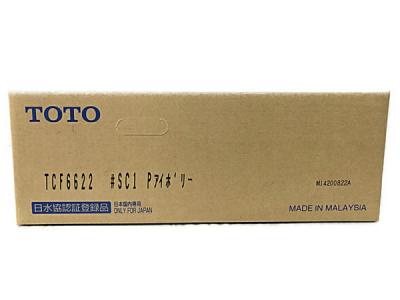 TOTO
TCF6622 #SC1 Pアイボリー
M14200822A
日水協認証登録品
日本国内専用
ONLY FOR JAPAN
MADE IN MALAYSIA